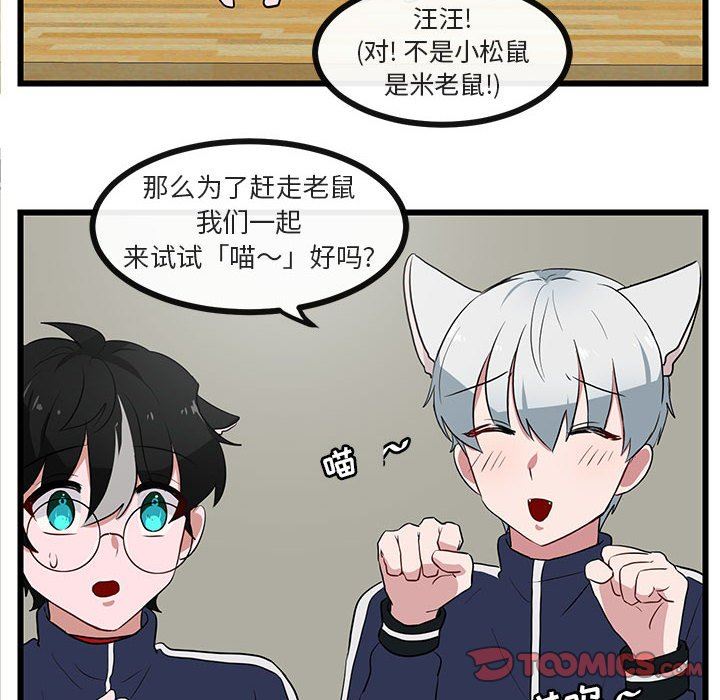 汪汪!
(对! 不是小松鼠
是米老鼠!)
那么为了赶走老鼠
我们一起
来试试「喵～」好吗?
喵 ～
TOOMICS.COM